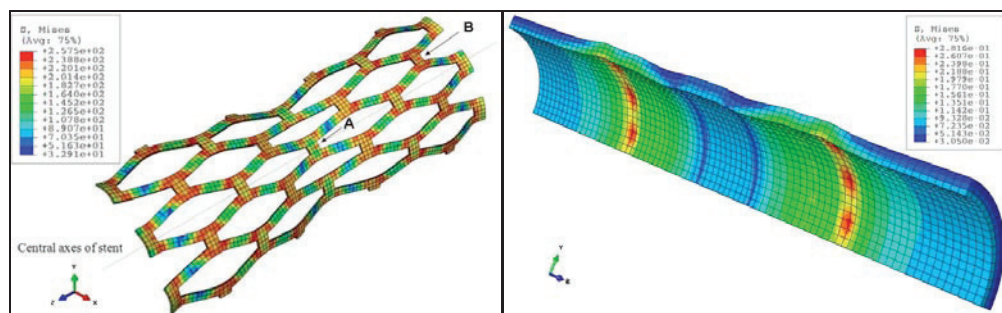 S, Mises
(Avg: 75%)
+2.575e+02
+2.388e+02
+2.201e+02
+2.014e+02
+1.827e+02
+1.640e+02
+1.452e+02
+1.265e+02
+1.078e+02
+8.907e+01
+7.035e+01
+5.163e+01
+3.291e+01
B
A
Central axes of stent
Y
Z
X
S, Mises
(Avg: 75%)
+2.816e-01
+2.607e-01
+2.398e-01
+2.188e-01
+1.979e-01
+1.770e-01
+1.561e-01
+1.351e-01
+1.142e-01
+9.328e-02
+7.235e-02
+5.143e-02
+3.050e-02
Y